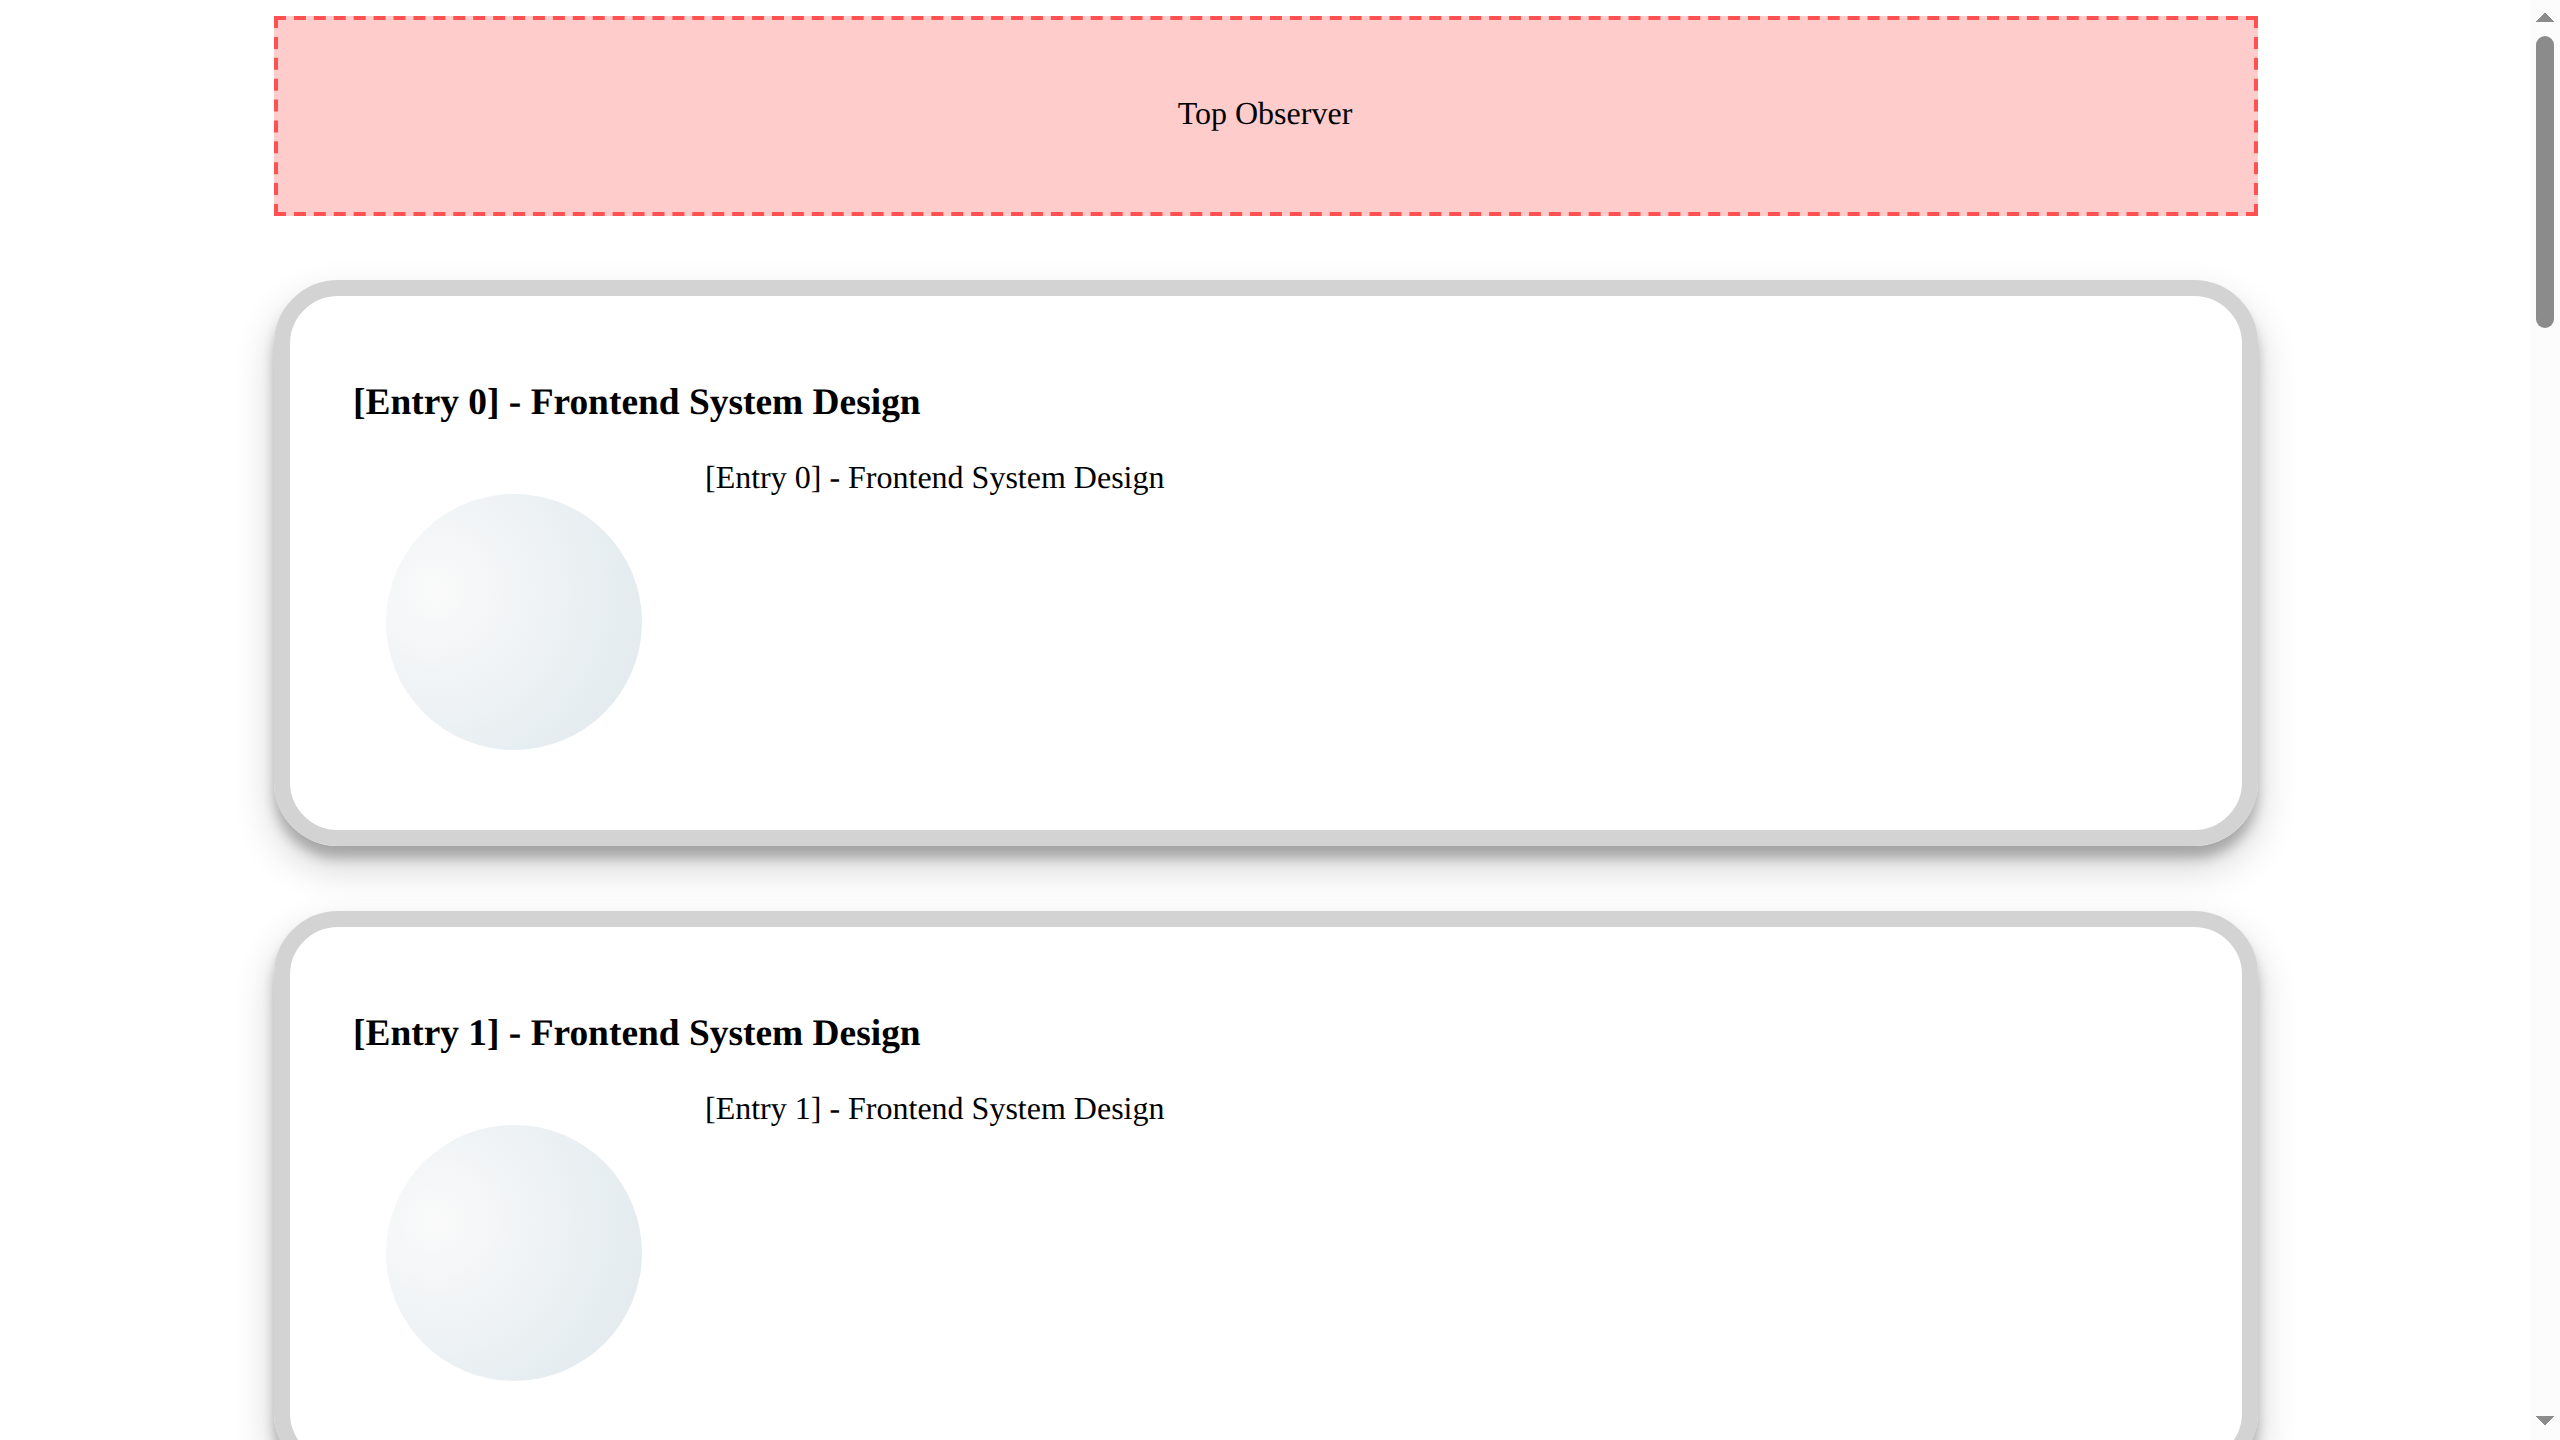 Top Observer
[Entry 0] - Frontend System Design
[Entry 0] - Frontend System Design
[Entry 1] - Frontend System Design
[Entry 1] - Frontend System Design